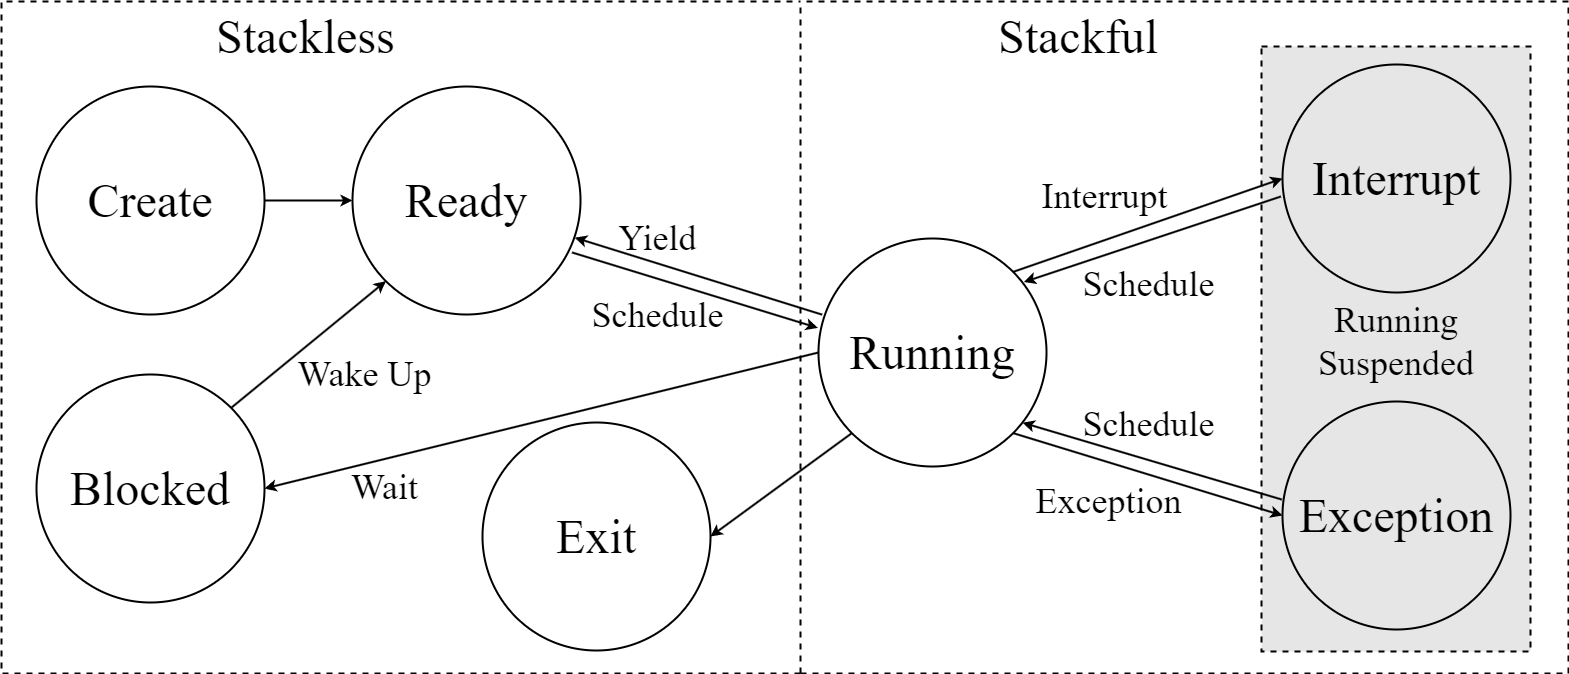 Stackless
Stackful
Create
Ready
Interrupt
Interrupt
Yield
Schedule
Schedule
Running
Suspended
Running
Wake Up
Schedule
Blocked
Wait
Exit
Exception
Exception